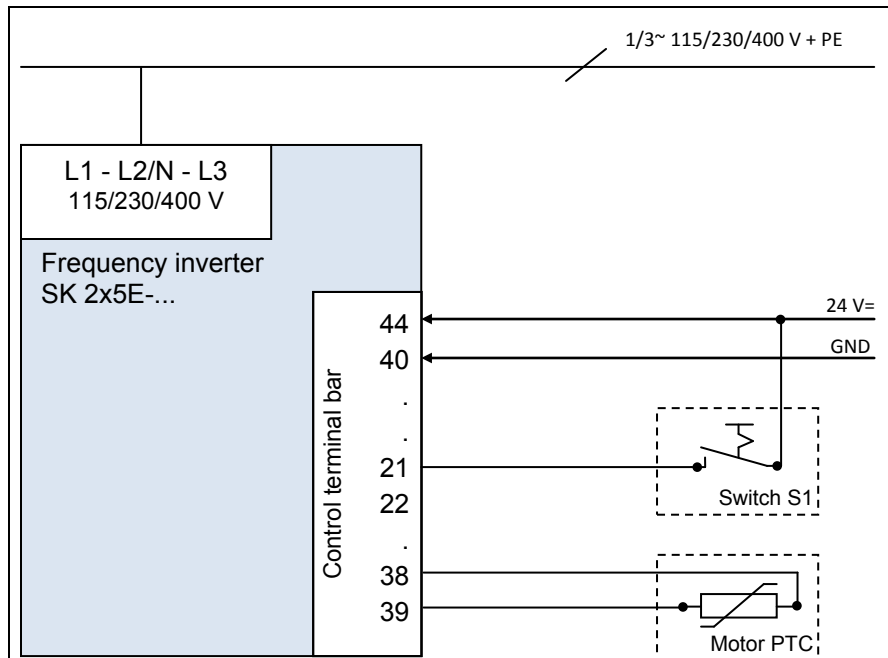 1/3~ 115/230/400 V + PE
L1 - L2/N - L3
115/230/400 V
Frequency inverter
SK 2x5E-...
Control terminal bar
44
40
.
.
21
22
.
38
39
24 V=
GND
Switch S1
Motor PTC